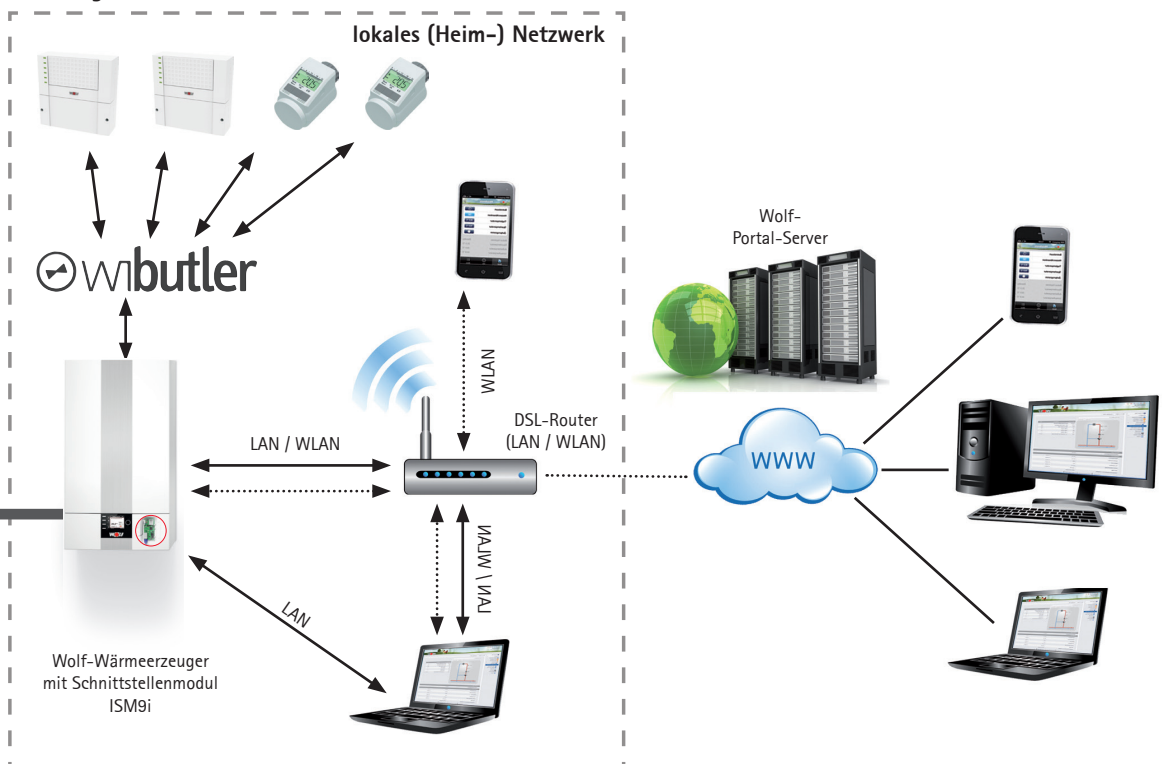 lokales (Heim-) Netzwerk
wibutler
WLAN
Wolf-
Portal-Server
LAN / WLAN
DSL-Router
(LAN / WLAN)
WWW
LAN / WLAN
LAN
WOLF
Wolf-Wärmeerzeuger
mit Schnittstellenmodul
ISM9i